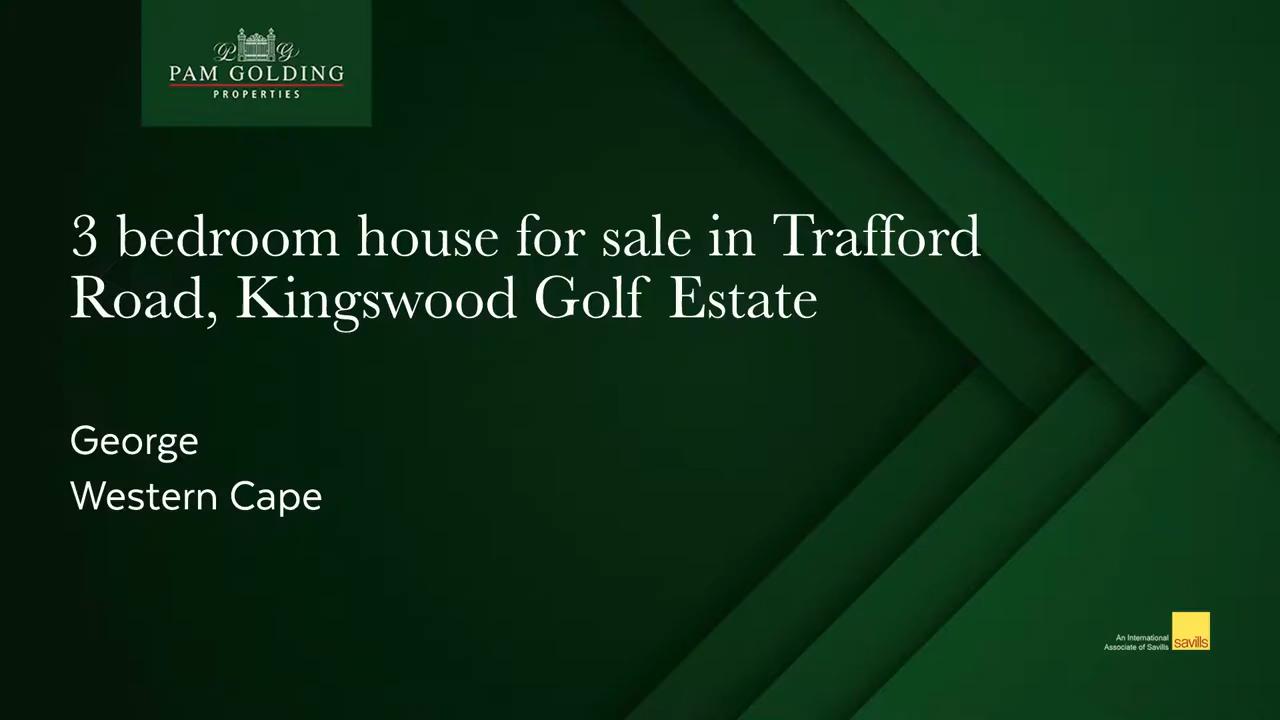 P G
PAM GOLDING
PROPERTIES
3 bedroom house for sale in Trafford
Road, Kingswood Golf Estate
George
Western Cape
An International
Associate of Savills
savills